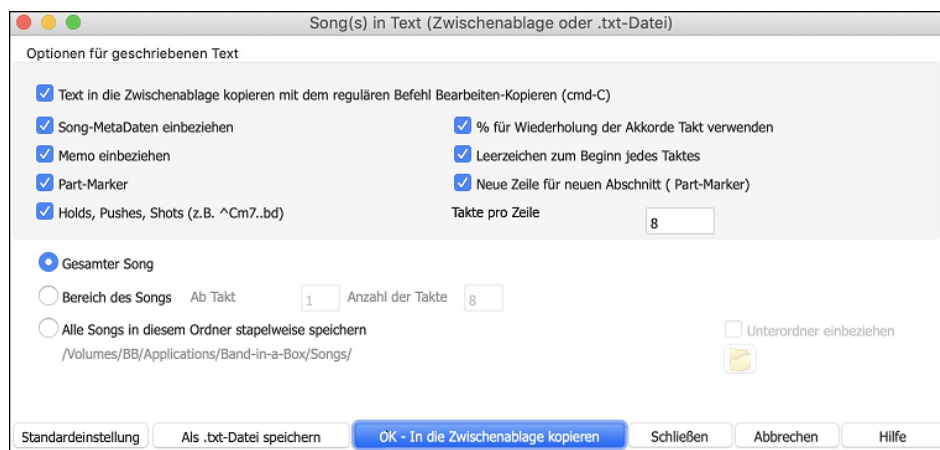 Song(s) in Text (Zwischenablage oder .txt-Datei)
Optionen für geschriebenen Text
Text in die Zwischenablage kopieren mit dem regulären Befehl Bearbeiten-Kopieren (cmd-C)
Song-MetaDaten einbeziehen
% für Wiederholung der Akkorde Takt verwenden
Memo einbeziehen
Leerzeichen zum Beginn jedes Taktes
Part-Marker
Neue Zeile für neuen Abschnitt ( Part-Marker)
Holds, Pushes, Shots (z.B. ^Cm7..bd)
Takte pro Zeile 8
Gesamter Song
Bereich des Songs Ab Takt 1 Anzahl der Takte 8
Alle Songs in diesem Ordner stapelweise speichern
Unterordner einbeziehen
/Volumes/BB/Applications/Band-in-a-Box/Songs/
Standardeinstellung Als .txt-Datei speichern OK - In die Zwischenablage kopieren Schließen Abbrechen Hilfe